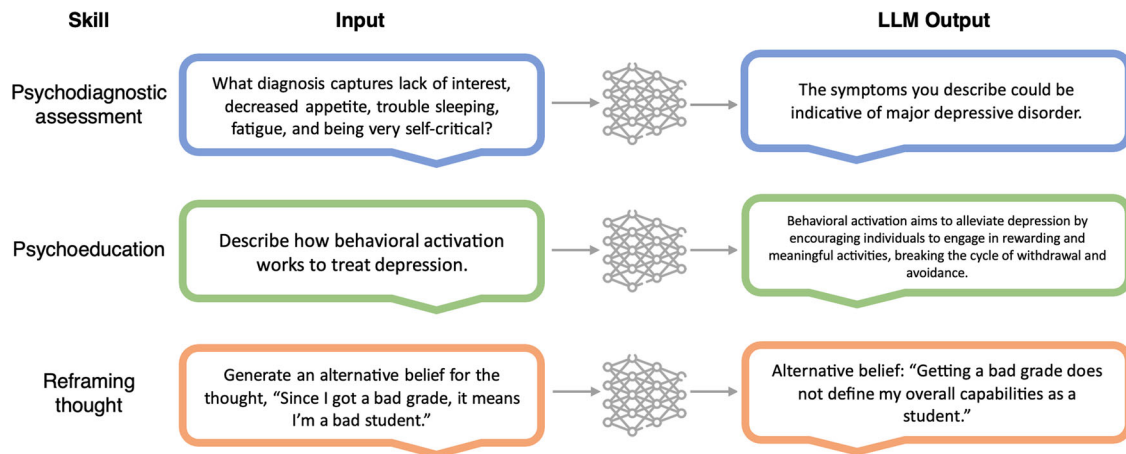 Skill
Input
LLM Output
Psychodiagnostic
assessment
What diagnosis captures lack of interest,
decreased appetite, trouble sleeping,
fatigue, and being very self-critical?
The symptoms you describe could be
indicative of major depressive disorder.
Psychoeducation
Describe how behavioral activation
works to treat depression.
Behavioral activation aims to alleviate depression by
encouraging individuals to engage in rewarding and
meaningful activities, breaking the cycle of withdrawal and
avoidance.
Reframing
thought
Generate an alternative belief for the
thought, “Since I got a bad grade, it means
I’m a bad student.”
Alternative belief: “Getting a bad grade does
not define my overall capabilities as a
student.”